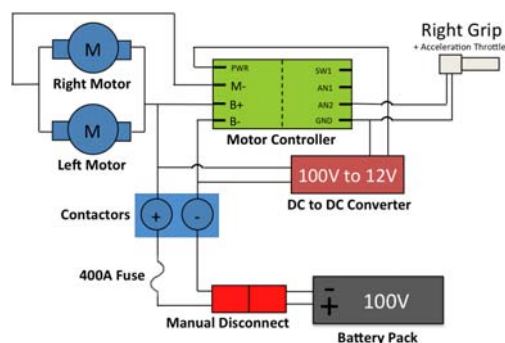 Right Grip
+ Acceleration Throttle
M
Right Motor
M
Left Motor
PWR
M-
B+
B-
SW1
AN1
AN2
GND
Motor Controller
100V to 12V
DC to DC Converter
Contactors
+
-
400A Fuse
Manual Disconnect
-
+
100V
Battery Pack